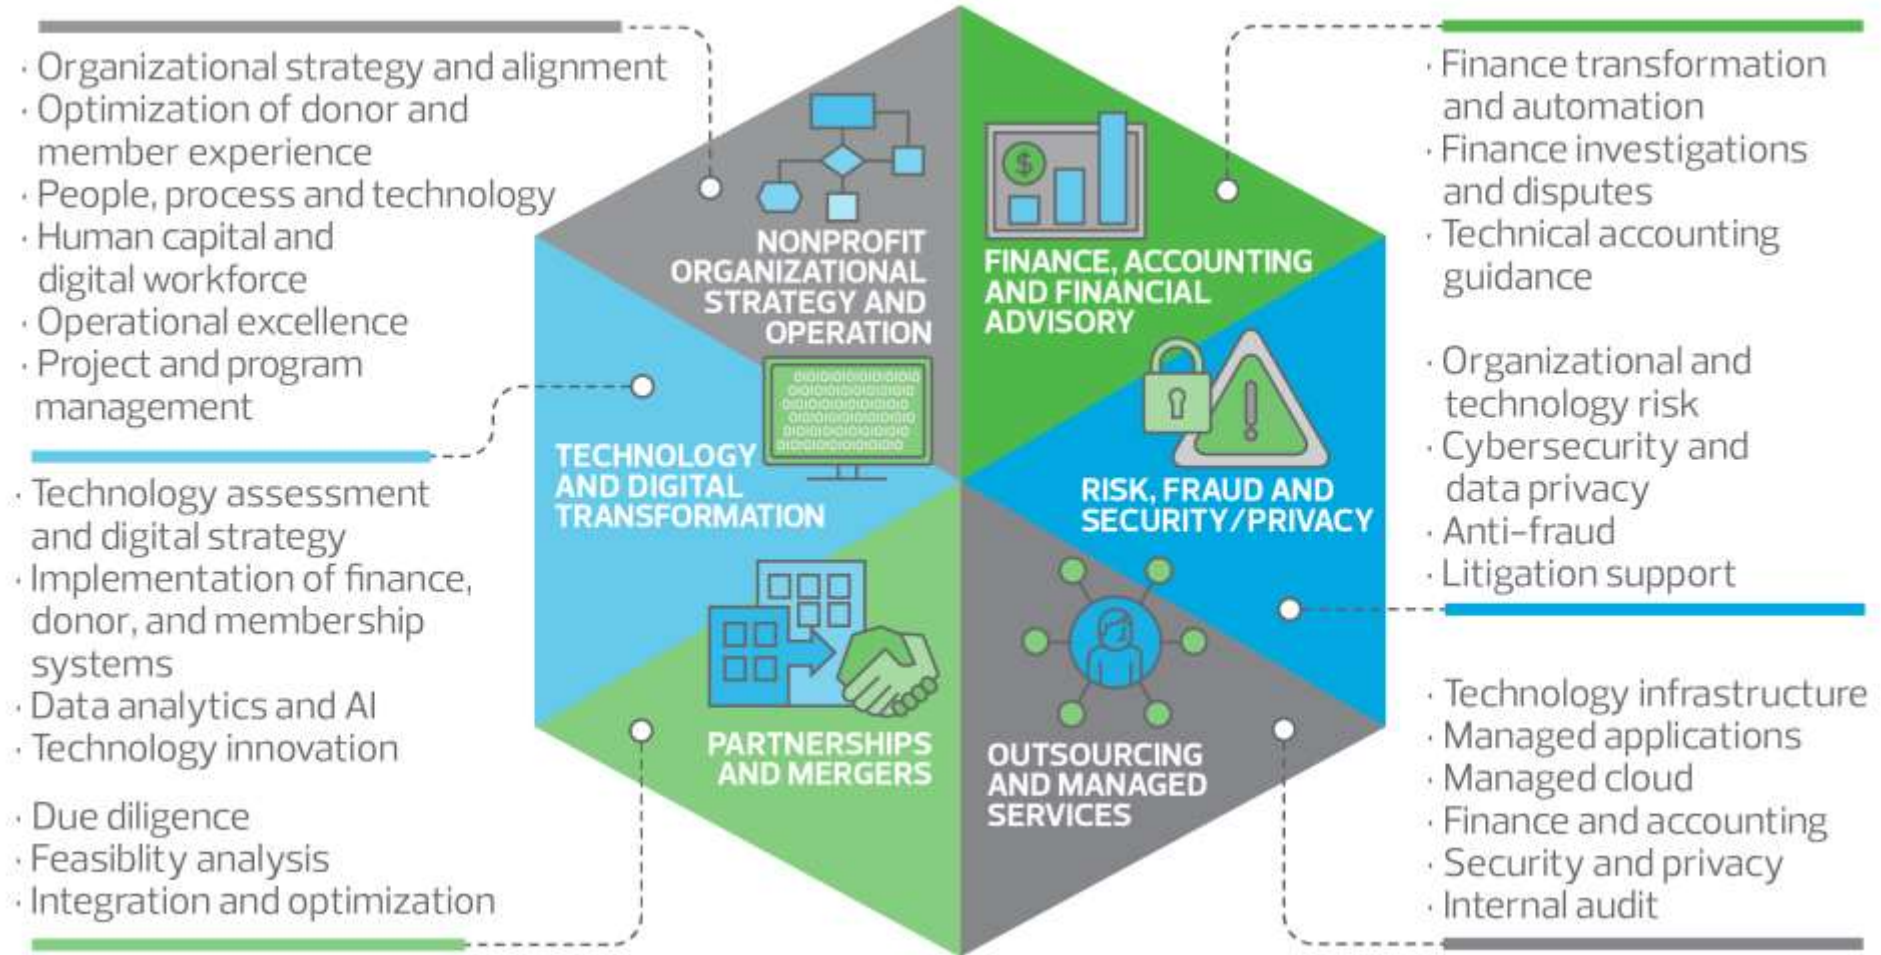 · Organizational strategy and alignment
· Optimization of donor and
member experience
· People, process and technology
· Human capital and
digital workforce
· Operational excellence
· Project and program
management
· Technology assessment
and digital strategy
· Implementation of finance,
donor, and membership
systems
· Data analytics and AI
· Technology innovation
· Due diligence
· Feasiblity analysis
· Integration and optimization
NONPROFIT
ORGANIZATIONAL
STRATEGY AND
OPERATION
$
FINANCE, ACCOUNTING
AND FINANCIAL
ADVISORY
TECHNOLOGY
AND DIGITAL
TRANSFORMATION
!
RISK, FRAUD AND
SECURITY/PRIVACY
PARTNERSHIPS
AND MERGERS
OUTSOURCING
AND MANAGED
SERVICES
· Finance transformation
and automation
· Finance investigations
and disputes
· Technical accounting
guidance
· Organizational and
technology risk
· Cybersecurity and
data privacy
· Anti-fraud
· Litigation support
· Technology infrastructure
· Managed applications
· Managed cloud
· Finance and accounting
· Security and privacy
· Internal audit